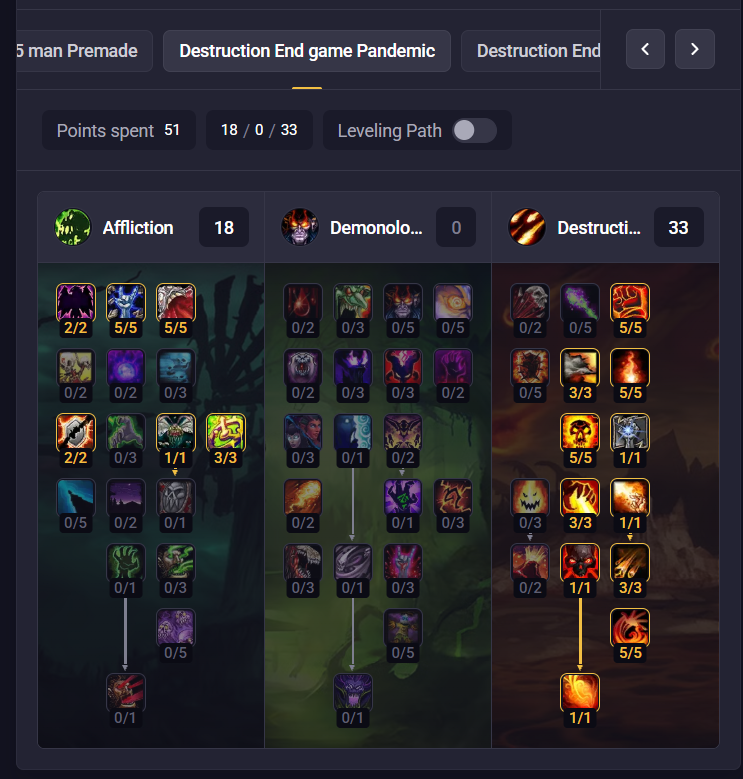 5 man Premade
Destruction End game Pandemic
Destruction End
Points spent 51
18 / 0 / 33
Leveling Path
Affliction 18
Demonolo... 0
Destructi... 33
2/2 5/5 5/5
0/2 0/3 0/5 0/5
0/2 0/5 5/5
0/2 0/2 0/3
0/2 0/3 0/3 0/2
0/5 3/3 5/5
2/2 0/3 1/1 3/3
0/3 0/1 0/2
5/5 1/1
0/5 0/2 0/1
0/2 0/1 0/3
0/3 3/3 1/1
0/1 0/3
0/3 0/1 0/3
0/2 1/1 3/3
0/5
0/5
5/5
0/1
0/1
1/1